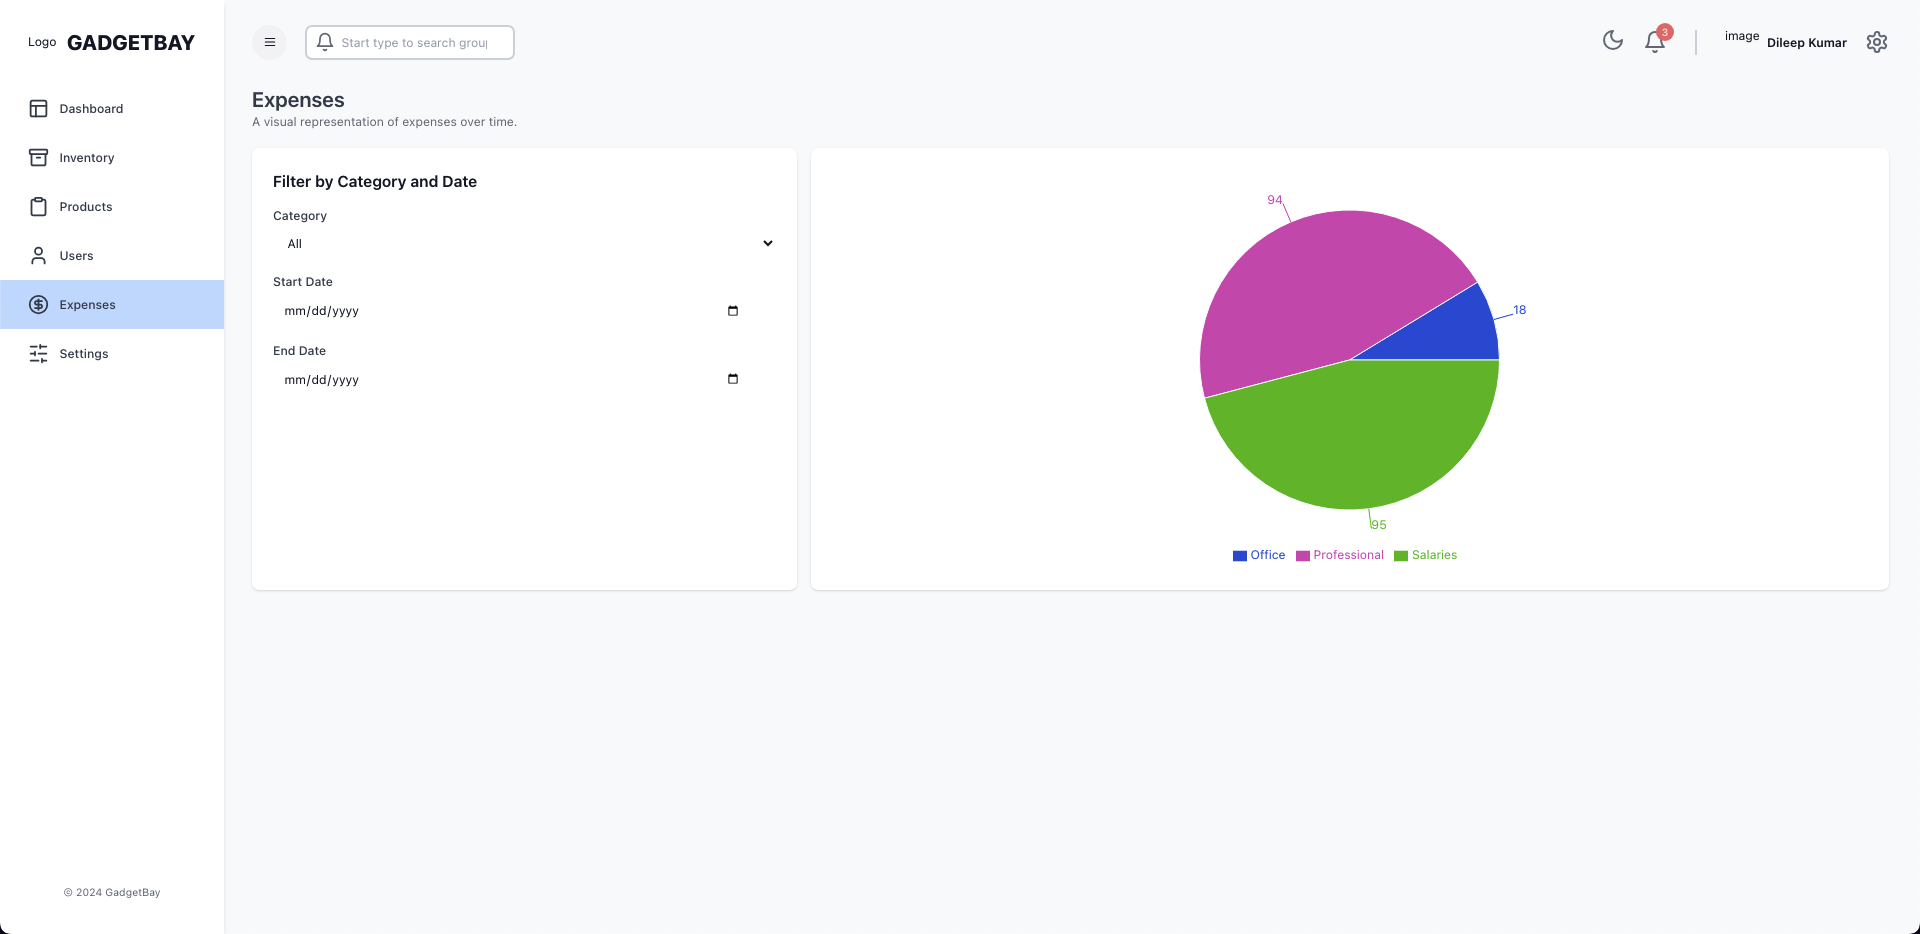 Logo GADGETBAY
Dashboard
Inventory
Products
Users
Expenses
Settings
© 2024 GadgetBay
Start type to search grou
3
image
Dileep Kumar
Expenses
A visual representation of expenses over time.
Filter by Category and Date
Category
All
Start Date
mm/dd/yyyy
End Date
mm/dd/yyyy
94
18
95
Office Professional Salaries